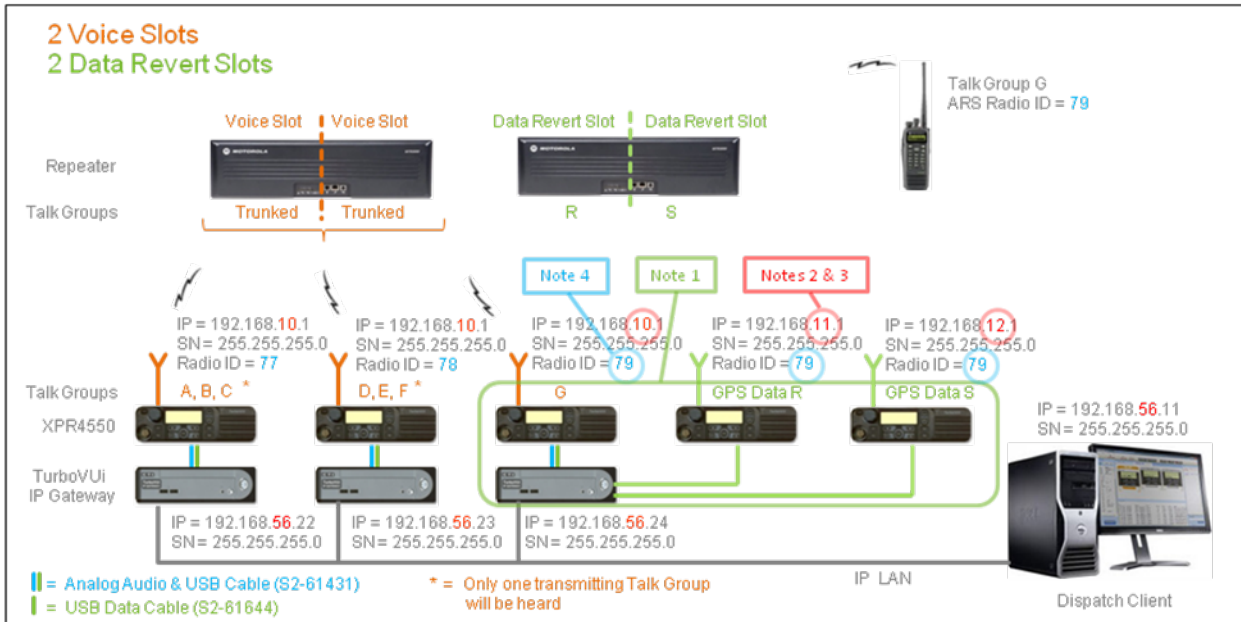 2 Voice Slots
2 Data Revert Slots
Talk Group G
ARS Radio ID = 79
Voice Slot Voice Slot
Data Revert Slot Data Revert Slot
Repeater
MOTOROLA
MOTOROLA
Talk Groups
Trunked Trunked
R S
Note 4
Note 1
Notes 2 & 3
IP = 192.168.10.1
SN = 255.255.255.0
Radio ID = 77
IP = 192.168.10.1
SN = 255.255.255.0
Radio ID = 78
IP = 192.168.10.1
SN = 255.255.255.0
Radio ID = 79
IP = 192.168.11.1
SN = 255.255.255.0
Radio ID = 79
IP = 192.168.12.1
SN = 255.255.255.0
Radio ID = 79
Talk Groups
A, B, C *
D, E, F *
G
GPS Data R
GPS Data S
XPR4550
IP = 192.168.56.11
SN = 255.255.255.0
TurboVUi
IP Gateway
IP = 192.168.56.22
SN = 255.255.255.0
IP = 192.168.56.23
SN = 255.255.255.0
IP = 192.168.56.24
SN = 255.255.255.0
= Analog Audio & USB Cable (S2-61431)
= USB Data Cable (S2-61644)
* = Only one transmitting Talk Group
will be heard
IP LAN
Dispatch Client